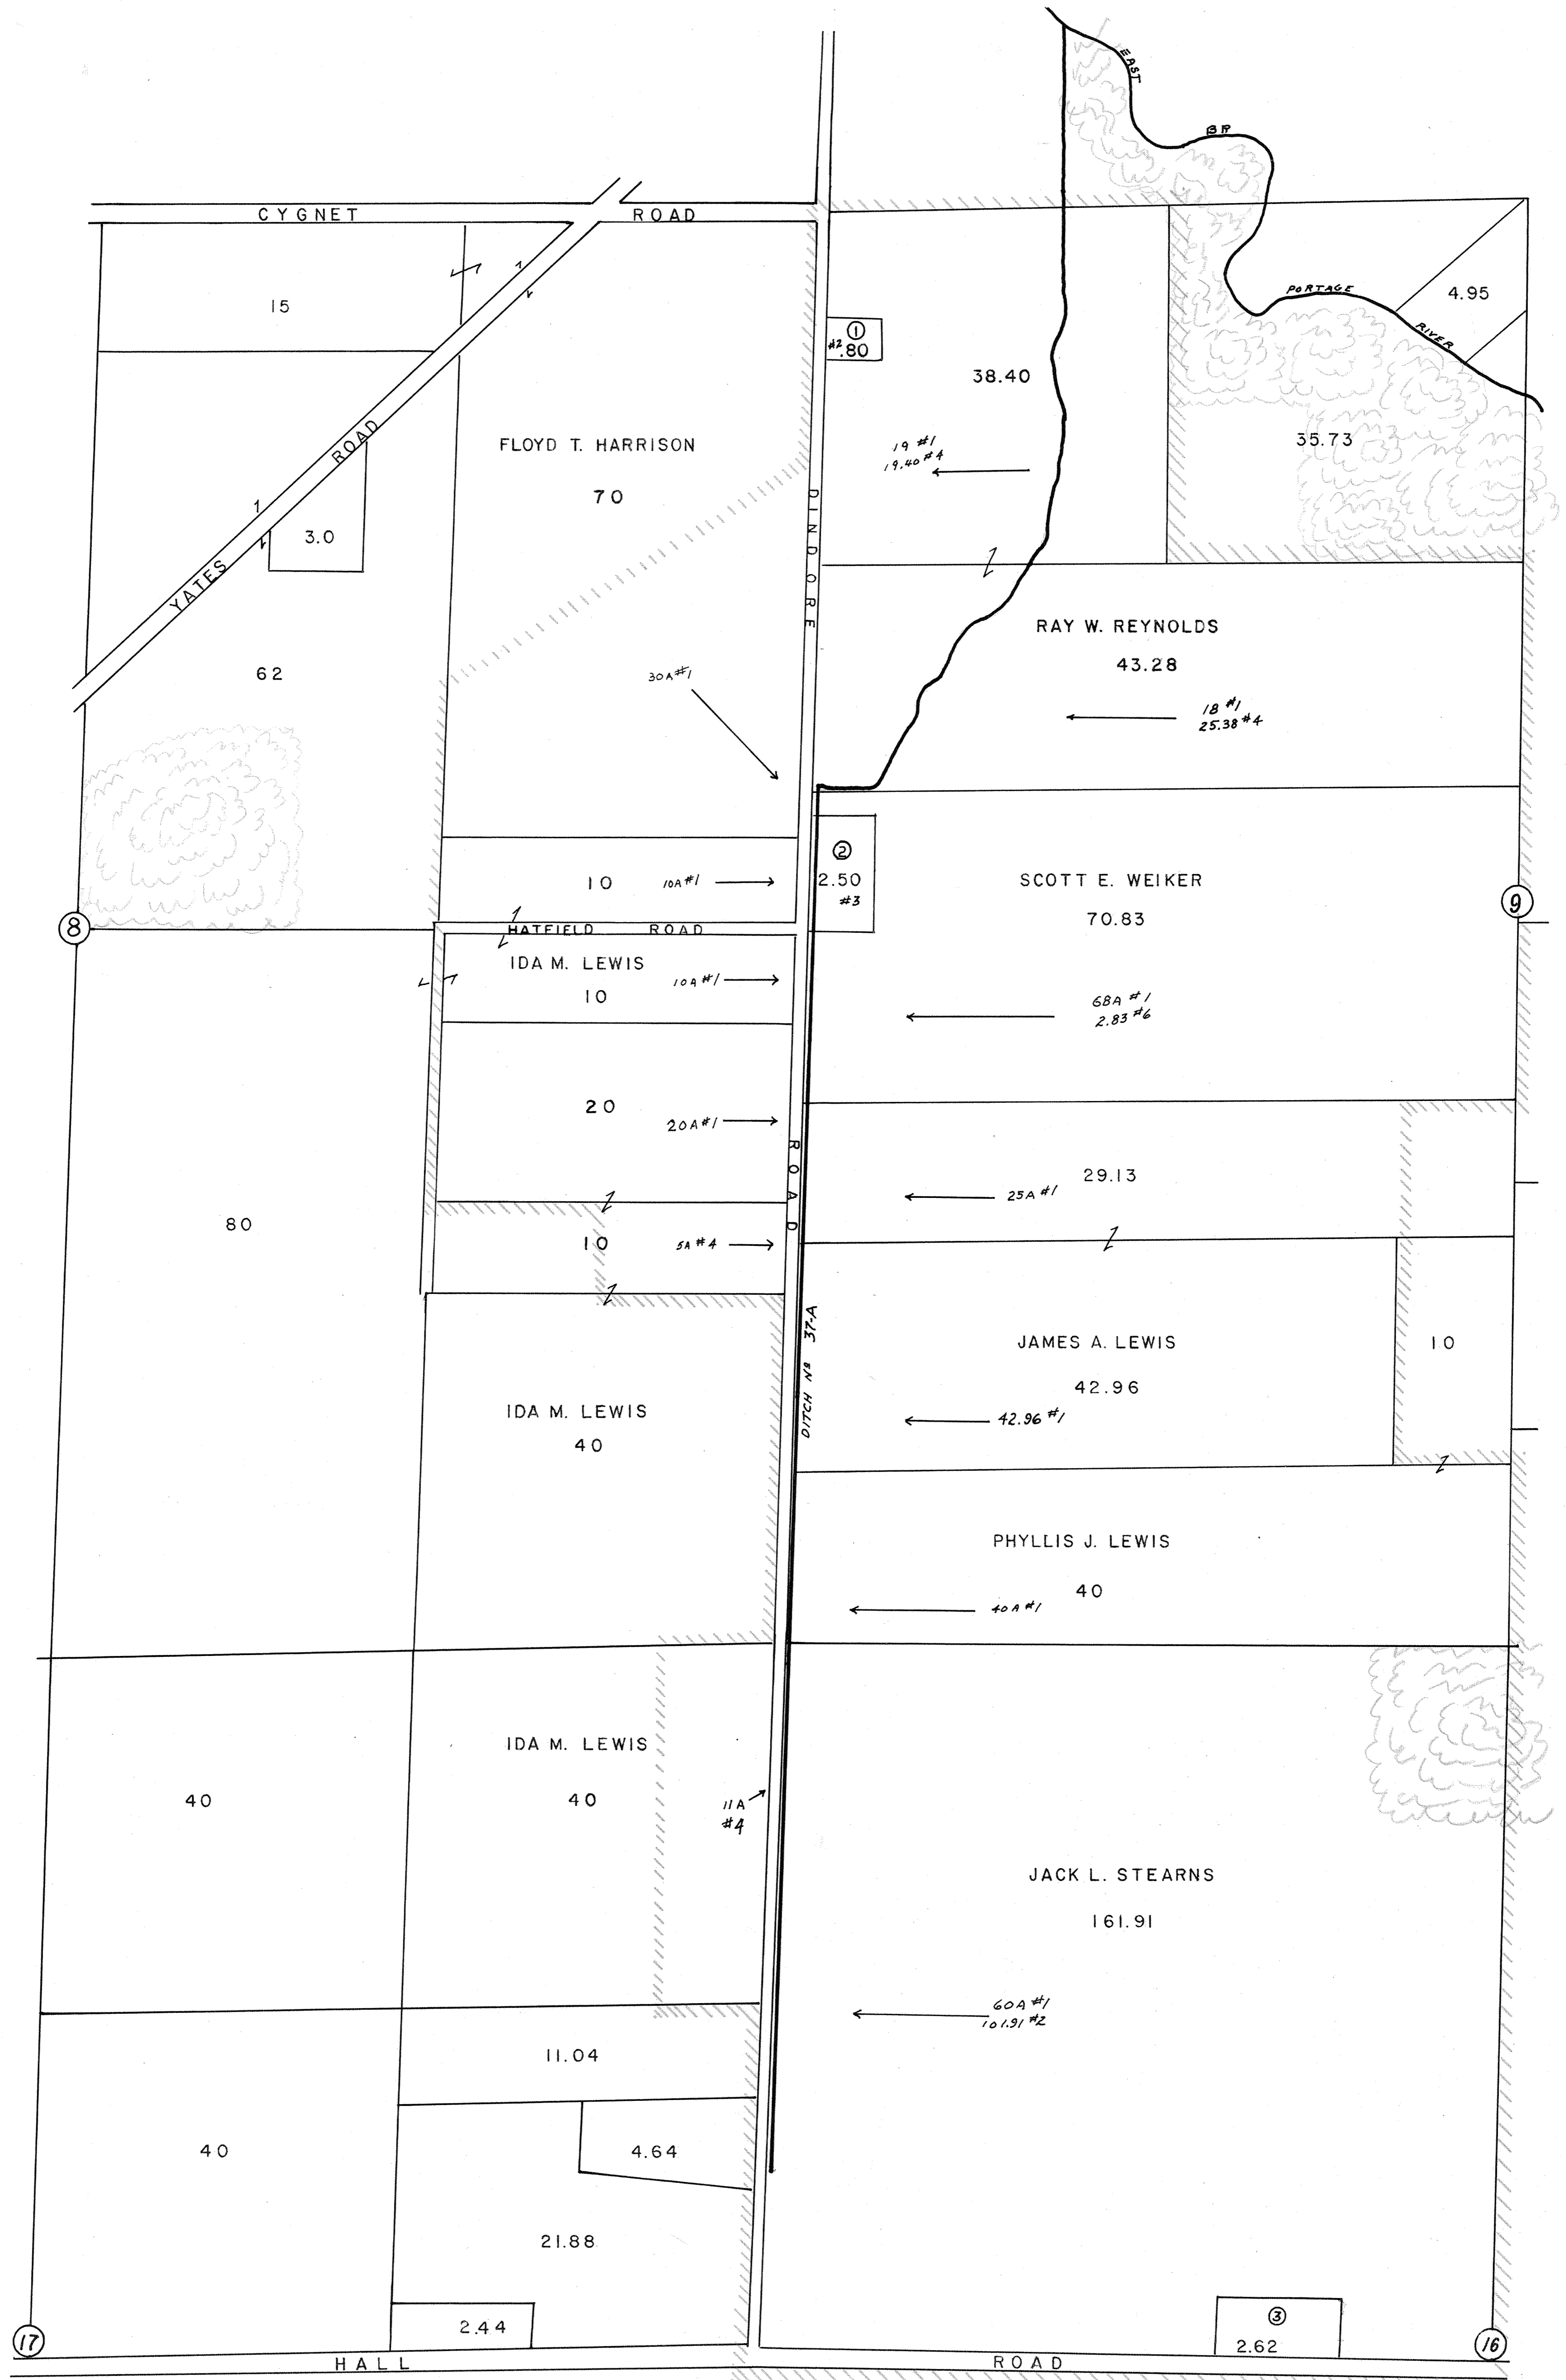 EAST
BR
PORTAGE
RIVER
CYGNET ROAD
15
4.95
①
#2 .80
38.40
35.73
YATES ROAD
3.0
FLOYD T. HARRISON
70
19 #1
19.40 #4
DINDORE ROAD
62
30A #1
RAY W. REYNOLDS
43.28
18 #1
25.38 #4
10
10A #1
②
2.50
#3
SCOTT E. WEIKER
70.83
8
9
HATFIELD ROAD
IDA M. LEWIS
10
10A #1
68A #1
2.83 #6
20
20A #1
29.13
25A #1
80
10
5A #4
DITCH Nº 37-A
JAMES A. LEWIS
42.96
42.96 #1
10
IDA M. LEWIS
40
PHYLLIS J. LEWIS
40
40A #1
IDA M. LEWIS
40
40
11A
#4
JACK L. STEARNS
161.91
60A #1
101.91 #2
11.04
40
4.64
21.88
2.44
③
2.62
17
16
HALL ROAD